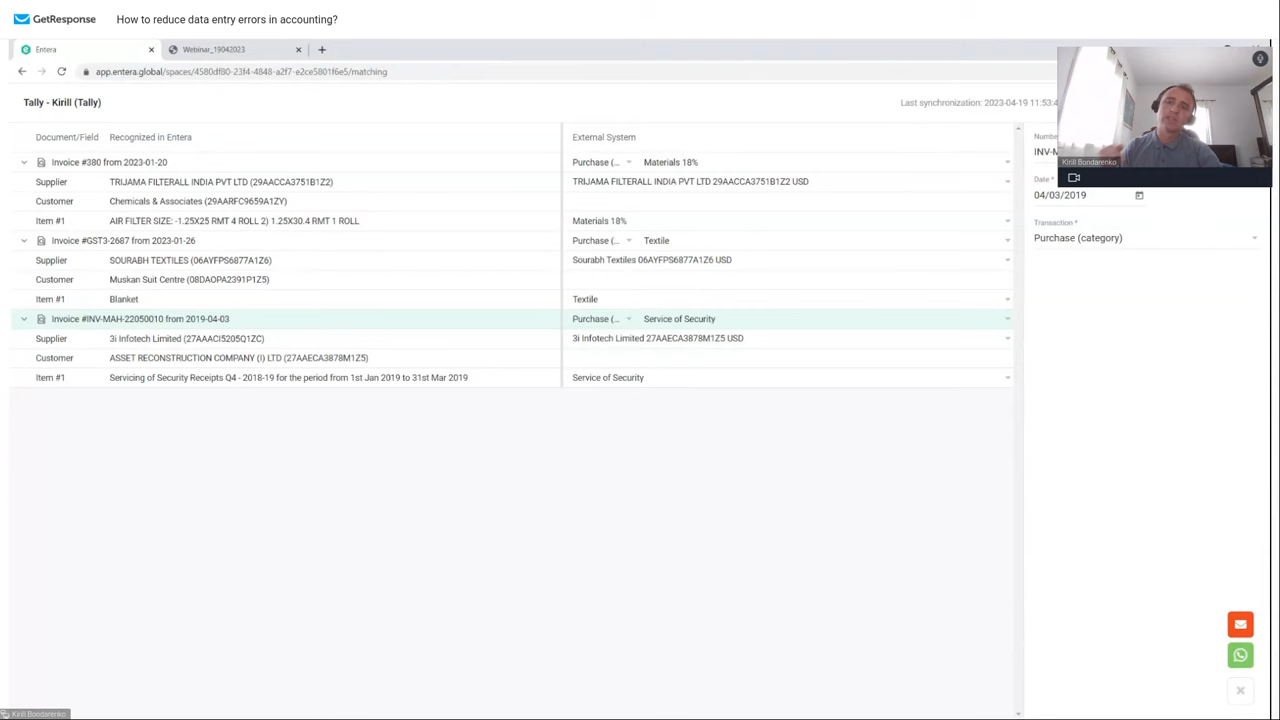 GetResponse How to reduce data entry errors in accounting?
Entera Webinar_19042023
app.entera.global/spaces/4580df80-23f4-4848-a2f7-e2ce5801f6e5/matching
Tally - Kirill (Tally) Last synchronization: 2023-04-19 11:53:4
Document/Field Recognized in Entera External System
Invoice #380 from 2023-01-20 Purchase (... Materials 18%
Supplier TRIJAMA FILTERALL INDIA PVT LTD (29AACCA3751B1Z2) TRIJAMA FILTERALL INDIA PVT LTD 29AACCA3751B1Z2 USD
Customer Chemicals & Associates (29AARFC9659A1ZY)
Item #1 AIR FILTER SIZE: -1.25X25 RMT 4 ROLL 2) 1.25X30.4 RMT 1 ROLL Materials 18%
Invoice #GST3-2687 from 2023-01-26 Purchase (... Textile
Supplier SOURABH TEXTILES (06AYFPS6877A1Z6) Sourabh Textiles 06AYFPS6877A1Z6 USD
Customer Muskan Suit Centre (08DAOPA2391P1Z5)
Item #1 Blanket Textile
Invoice #INV-MAH-22050010 from 2019-04-03 Purchase (... Service of Security
Supplier 3i Infotech Limited (27AAACI5205Q1ZC) 3i Infotech Limited 27AAECA3878M1Z5 USD
Customer ASSET RECONSTRUCTION COMPANY (I) LTD (27AAECA3878M1Z5)
Item #1 Servicing of Security Receipts Q4 - 2018-19 for the period from 1st Jan 2019 to 31st Mar 2019 Service of Security
Numbe
INV-M
Kirill Bondarenko
Date *
04/03/2019
Transaction *
Purchase (category)
Kirill Bondarenko